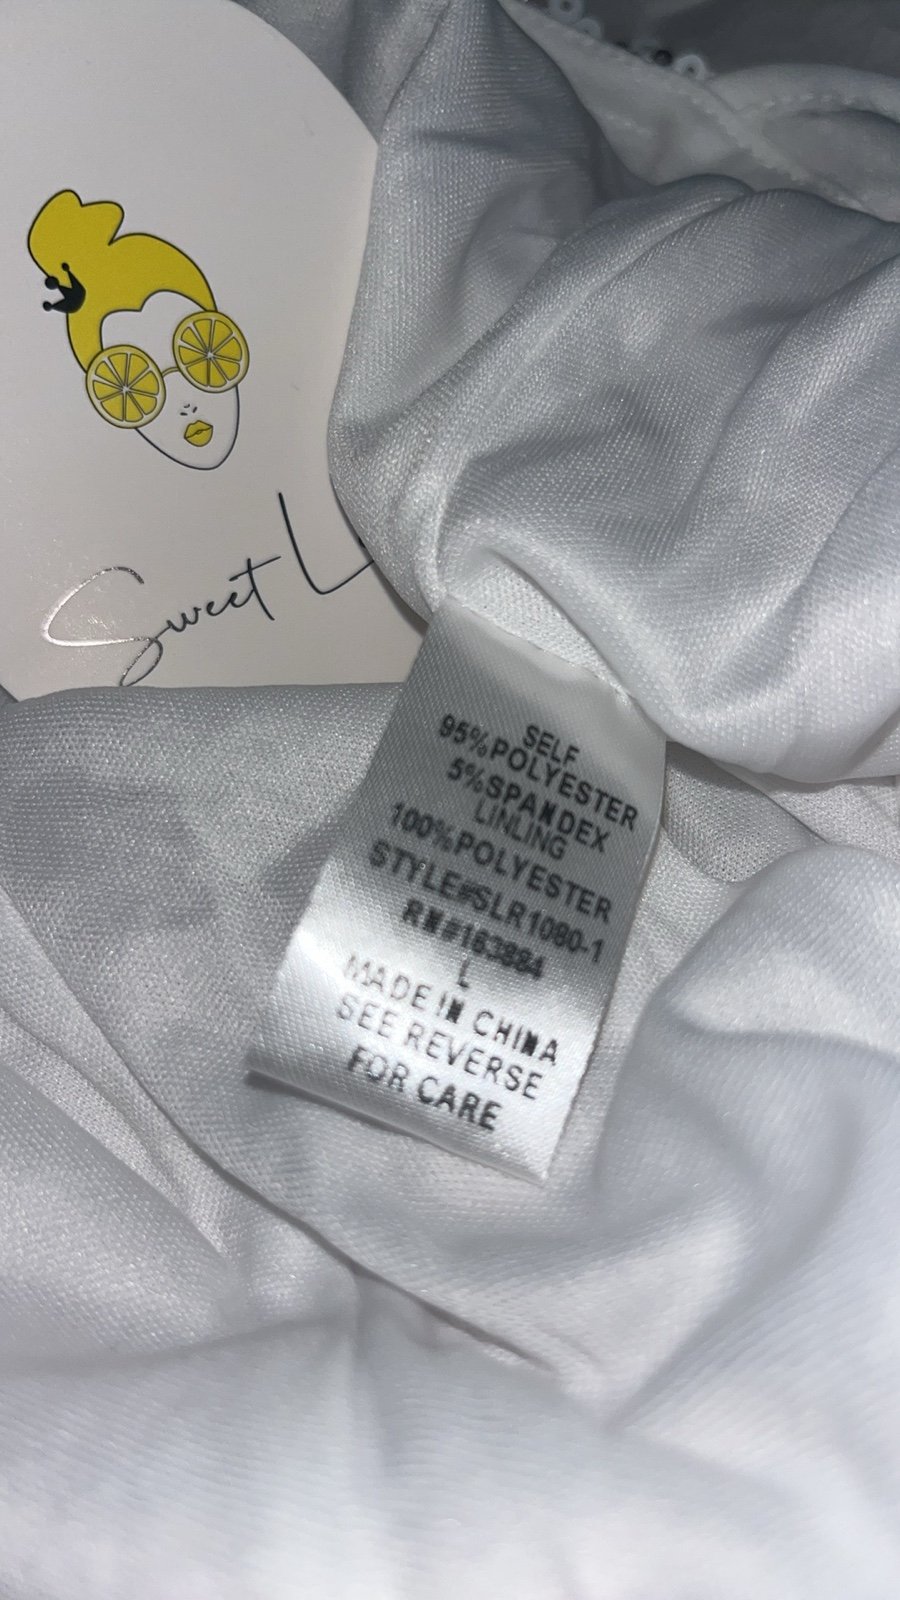 Sweet L
SELF
95%POLYESTER
5%SPANDEX
LINLING
100%POLYESTER
STYLE#SLR1080-1
RN#163884
L
MADE IN CHINA
SEE REVERSE
FOR CARE